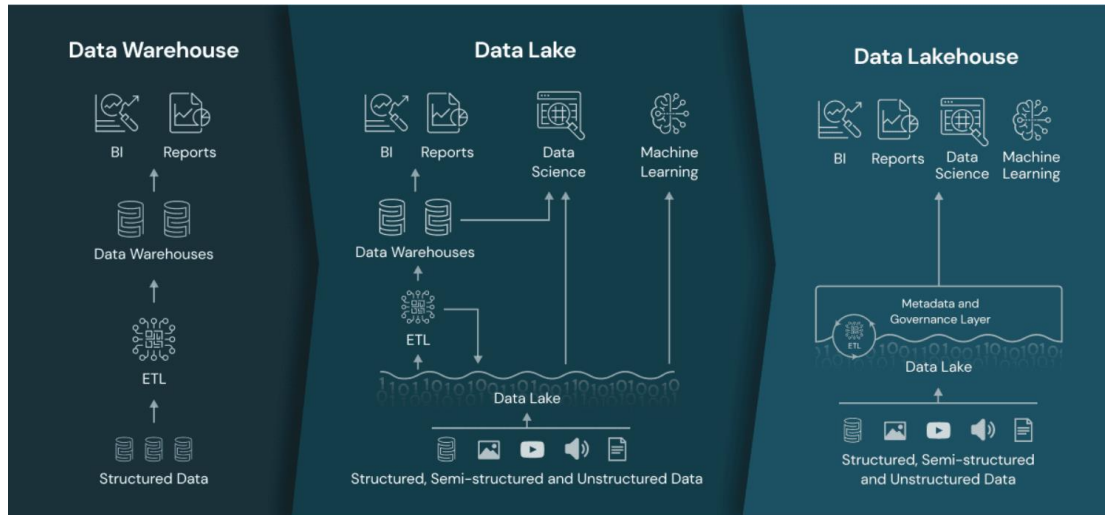 Data Warehouse
BI
Reports
Data Warehouses
ETL
Structured Data
Data Lake
BI
Reports
Data
Science
Machine
Learning
Data Warehouses
ETL
Data Lake
Structured, Semi-structured and Unstructured Data
Data Lakehouse
BI
Reports
Data
Science
Machine
Learning
Metadata and
Governance Layer
ETL
Data Lake
Structured, Semi-structured
and Unstructured Data